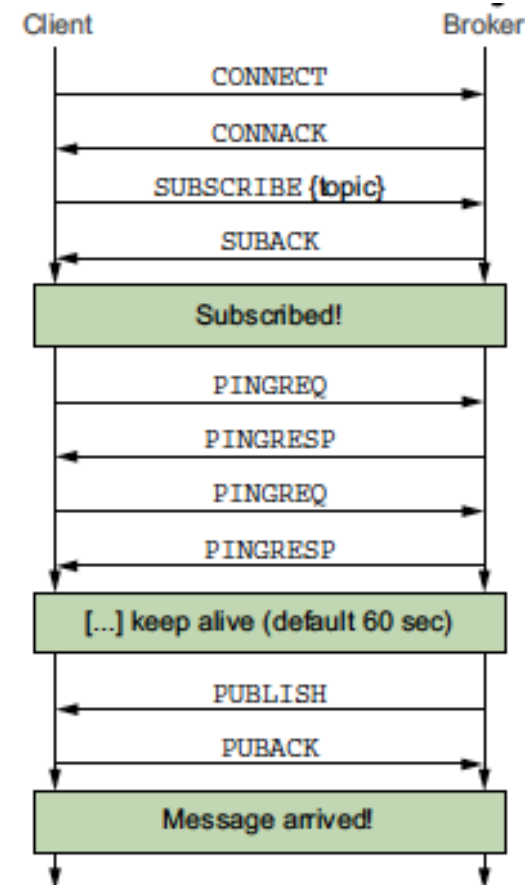 Client Broker
CONNECT
CONNACK
SUBSCRIBE {topic}
SUBACK
Subscribed!
PINGREQ
PINGRESP
PINGREQ
PINGRESP
[...] keep alive (default 60 sec)
PUBLISH
PUBACK
Message arrived!